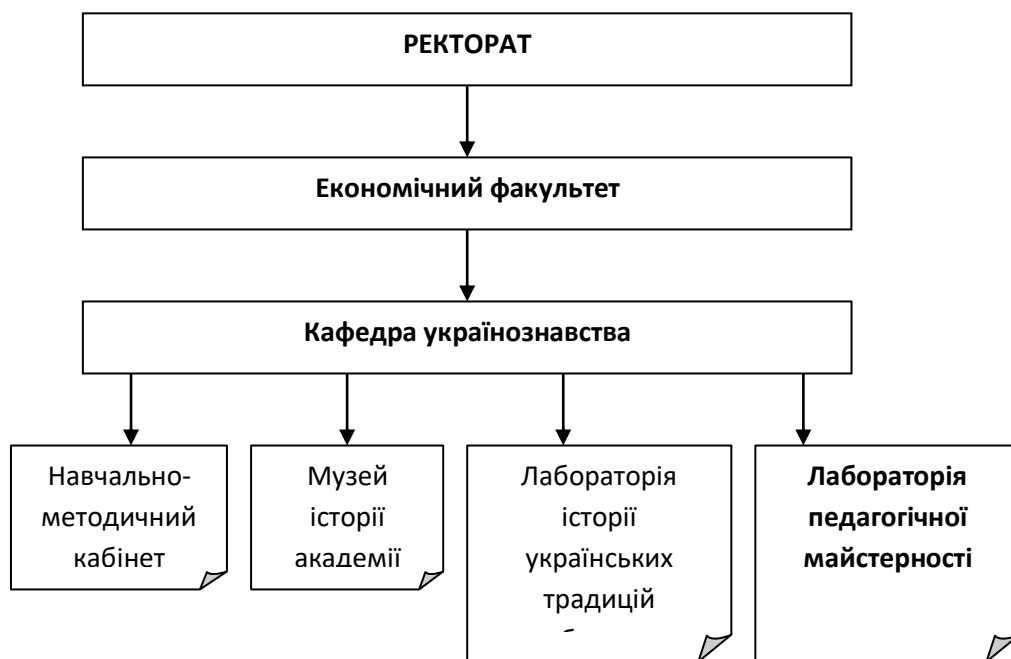 РЕКТОРАТ
Економічний факультет
Кафедра українознавства
Навчально-
методичний
кабінет
Музей
історії
академії
Лабораторія
історії
українських
традицій
Лабораторія
педагогічної
майстерності